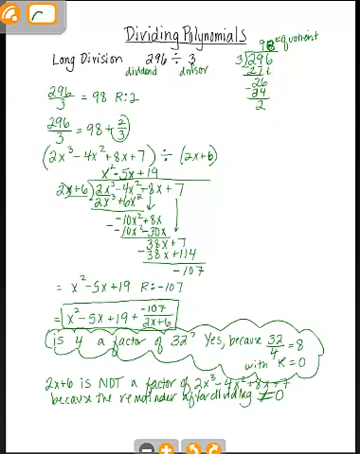 Dividing Polynomials
Long Division 296 ÷ 3
dividend divisor
98 ← quotient
3)296
-27↓
26
-24
2
296/3 = 98 R: 2
296/3 = 98 + 2/3
(2x³ - 4x² + 8x + 7) ÷ (2x+6)
x² - 5x + 19
2x+6)2x³ - 4x² + 8x + 7
2x³ + 6x²
-10x² + 8x
- -10x² - 30x
38x + 7
- 38x + 114
-107
= x² - 5x + 19 R: -107
= x² - 5x + 19 + -107/2x+6
Is 4 a factor of 32? Yes, because 32/4 = 8
with R = 0
2x+6 is NOT a factor of 2x³ - 4x² + 8x + 7
because the remainder after dividing ≠ 0